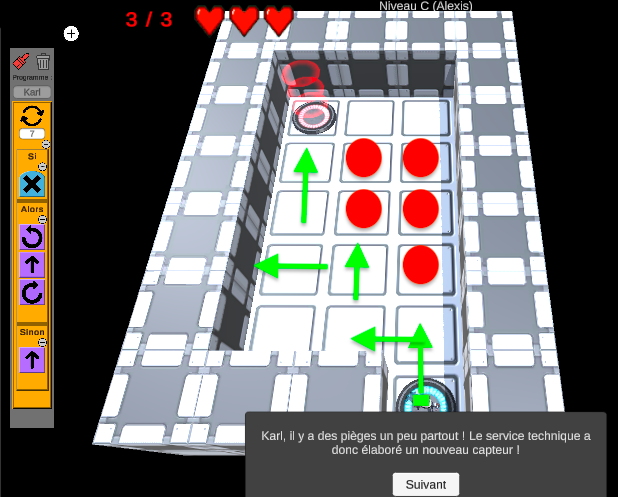 Niveau C (Alexis)
3 / 3
Programme :
Karl
7
Si
Alors
Sinon
Karl, il y a des pièges un peu partout ! Le service technique a
donc élaboré un nouveau capteur !
Suivant